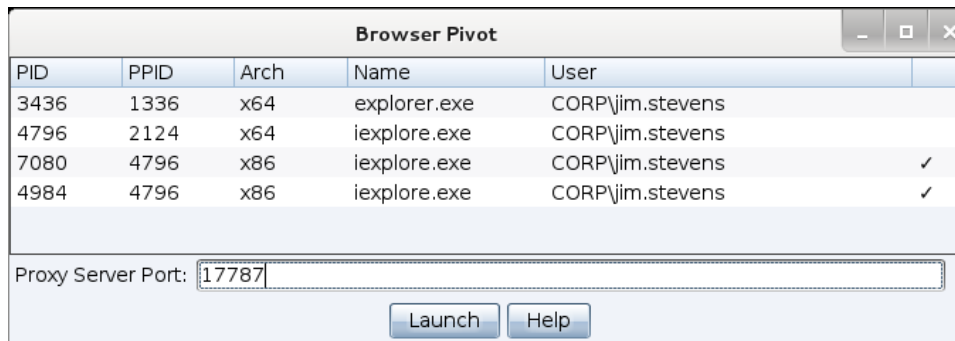 Browser Pivot
PID PPID Arch Name User
3436 1336 x64 explorer.exe CORP\jim.stevens
4796 2124 x64 iexplore.exe CORP\jim.stevens
7080 4796 x86 iexplore.exe CORP\jim.stevens ✓
4984 4796 x86 iexplore.exe CORP\jim.stevens ✓
Proxy Server Port: 17787
Launch Help